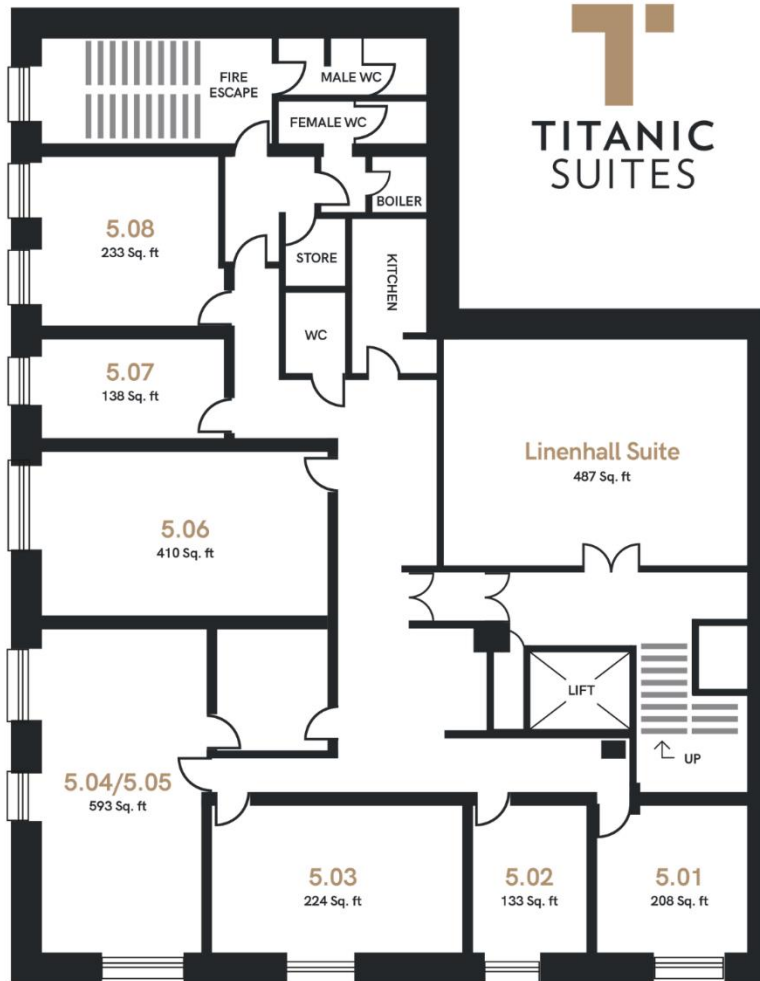 TITANIC
SUITES
FIRE
ESCAPE
MALE WC
FEMALE WC
BOILER
5.08
233 Sq. ft
STORE
KITCHEN
WC
5.07
138 Sq. ft
Linenhall Suite
487 Sq. ft
5.06
410 Sq. ft
LIFT
UP
5.04/5.05
593 Sq. ft
5.03
224 Sq. ft
5.02
133 Sq. ft
5.01
208 Sq. ft